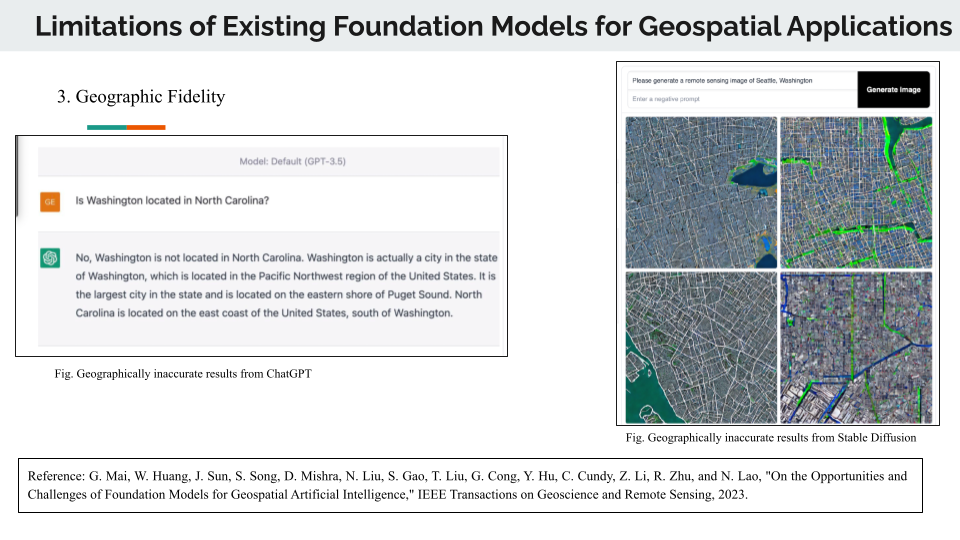 Limitations of Existing Foundation Models for Geospatial Applications
3. Geographic Fidelity
Model: Default (GPT-3.5)
GE
Is Washington located in North Carolina?
No, Washington is not located in North Carolina. Washington is actually a city in the state
of Washington, which is located in the Pacific Northwest region of the United States. It is
the largest city in the state and is located on the eastern shore of Puget Sound. North
Carolina is located on the east coast of the United States, south of Washington.
Fig. Geographically inaccurate results from ChatGPT
Please generate a remote sensing image of Seattle, Washington
Enter a negative prompt
Generate Image
Fig. Geographically inaccurate results from Stable Diffusion
Reference: G. Mai, W. Huang, J. Sun, S. Song, D. Mishra, N. Liu, S. Gao, T. Liu, G. Cong, Y. Hu, C. Cundy, Z. Li, R. Zhu, and N. Lao, "On the Opportunities and
Challenges of Foundation Models for Geospatial Artificial Intelligence," IEEE Transactions on Geoscience and Remote Sensing, 2023.